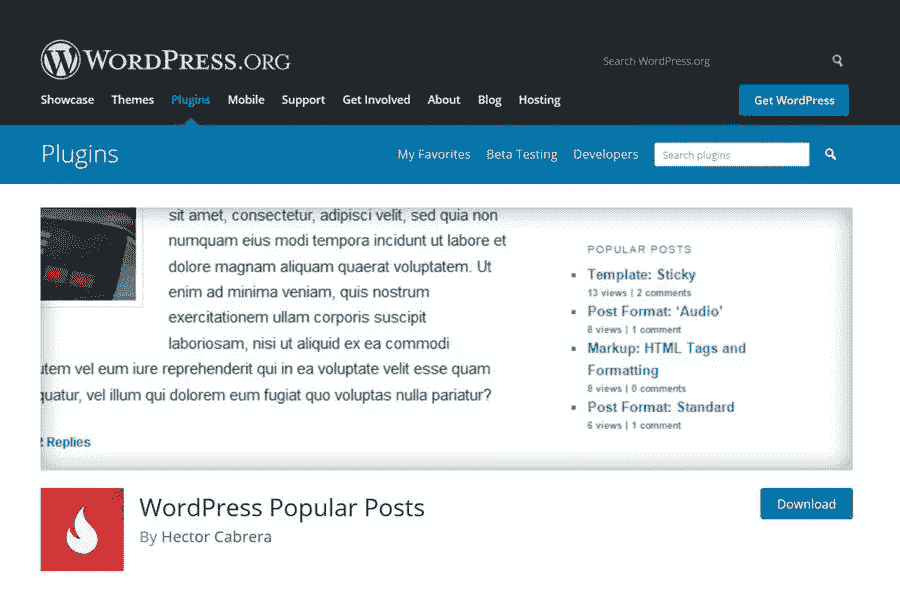 WORDPRESS.ORG
Search WordPress.org
Showcase Themes Plugins Mobile Support Get Involved About Blog Hosting
Get WordPress
Plugins
My Favorites Beta Testing Developers
Search plugins
sit amet, consectetur, adipisci velit, sed quia non
numquam eius modi tempora incidunt ut labore et
dolore magnam aliquam quaerat voluptatem. Ut
enim ad minima veniam, quis nostrum
exercitationem ullam corporis suscipit
laboriosam, nisi ut aliquid ex ea commodi
utem vel eum iure reprehenderit qui in ea voluptate velit esse quam
quatur, vel illum qui dolorem eum fugiat quo voluptas nulla pariatur?
2 Replies
POPULAR POSTS
Template: Sticky
13 views | 2 comments
Post Format: ‘Audio’
8 views | 1 comment
Markup: HTML Tags and
Formatting
8 views | 0 comments
Post Format: Standard
6 views | 1 comment
WordPress Popular Posts
By Hector Cabrera
Download